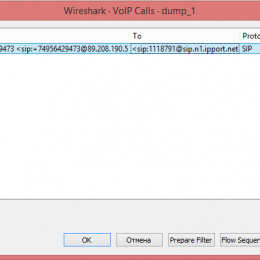 Wireshark · VoIP Calls · dump_1
To Proto
9473 <sip:+74956429473@89.208.190.5 <sip:1118791@sip.n1.ipport.net SIP
OK Отмена Prepare Filter Flow Sequen